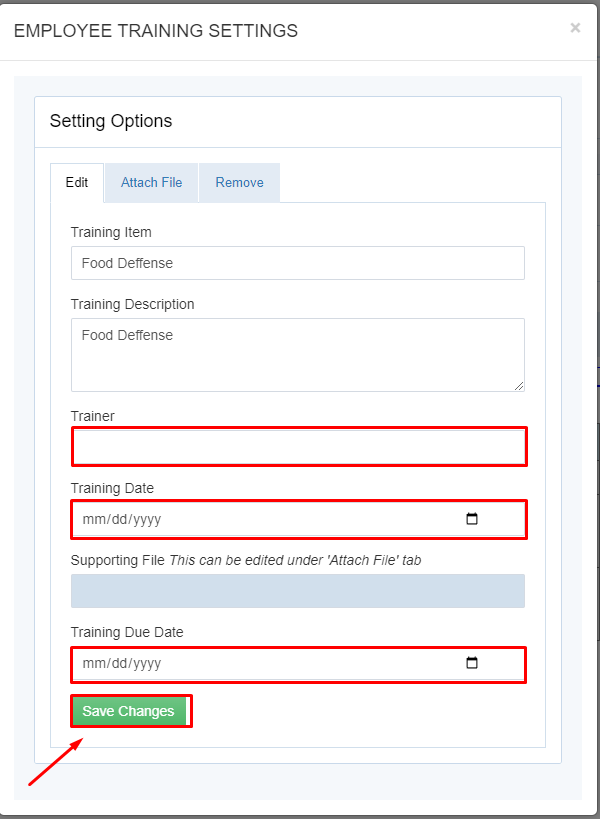 EMPLOYEE TRAINING SETTINGS ×
Setting Options
Edit Attach File Remove
Training Item
Food Deffense
Training Description
Food Deffense
Trainer
Training Date
mm/dd/yyyy
Supporting File This can be edited under 'Attach File' tab
Training Due Date
mm/dd/yyyy
Save Changes